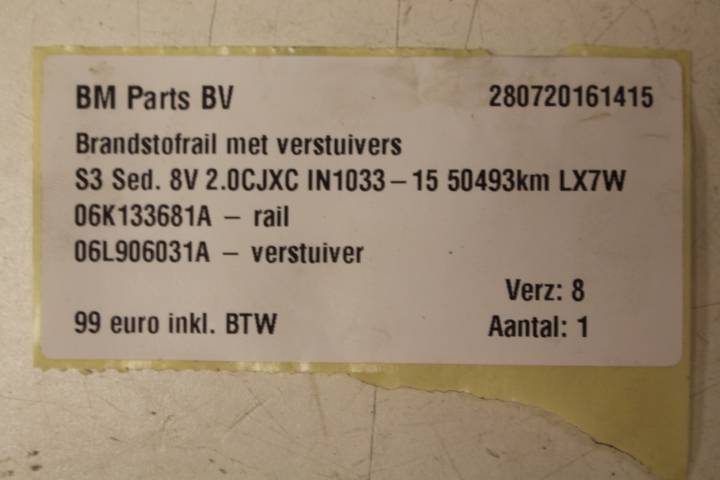 BM Parts BV 280720161415
Brandstofrail met verstuivers
S3 Sed. 8V 2.0CJXC IN1033 – 15 50493km LX7W
06K133681A – rail
06L906031A – verstuiver
Verz: 8
99 euro inkl. BTW Aantal: 1